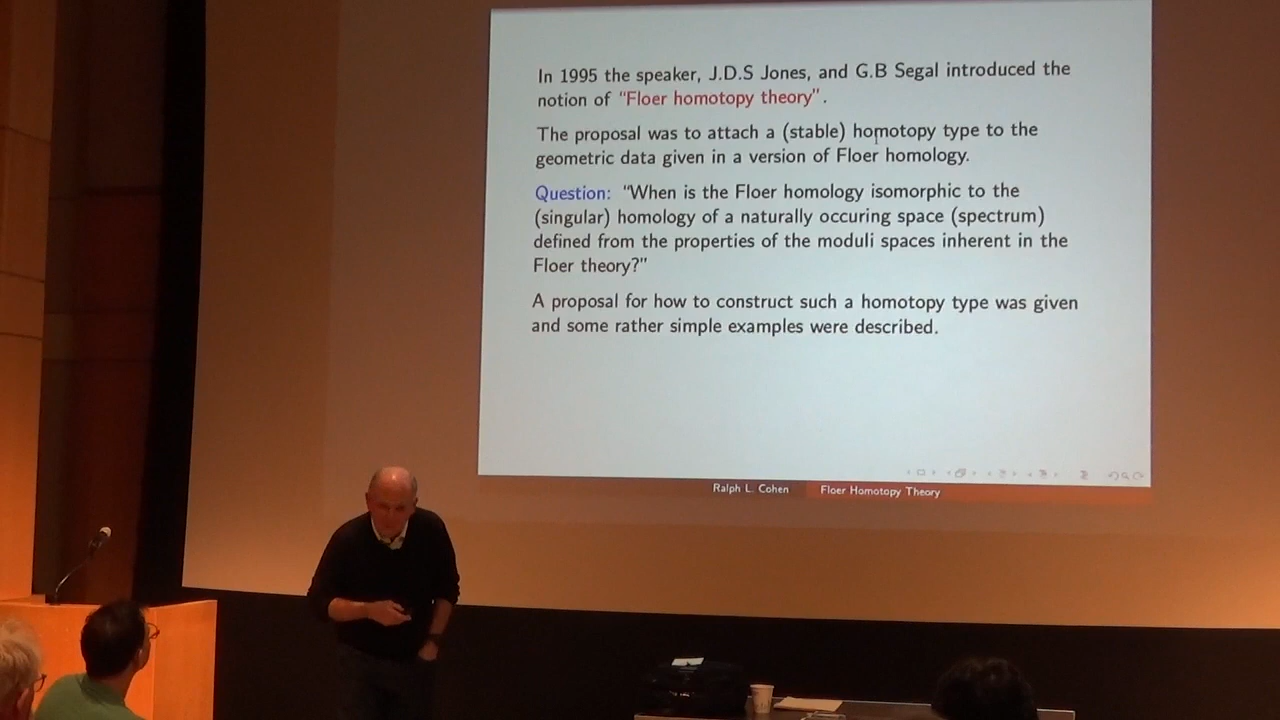 In 1995 the speaker, J.D.S Jones, and G.B Segal introduced the
notion of "Floer homotopy theory".
The proposal was to attach a (stable) homotopy type to the
geometric data given in a version of Floer homology.
Question: "When is the Floer homology isomorphic to the
(singular) homology of a naturally occuring space (spectrum)
defined from the properties of the moduli spaces inherent in the
Floer theory?"
A proposal for how to construct such a homotopy type was given
and some rather simple examples were described.
Ralph L. Cohen Floer Homotopy Theory